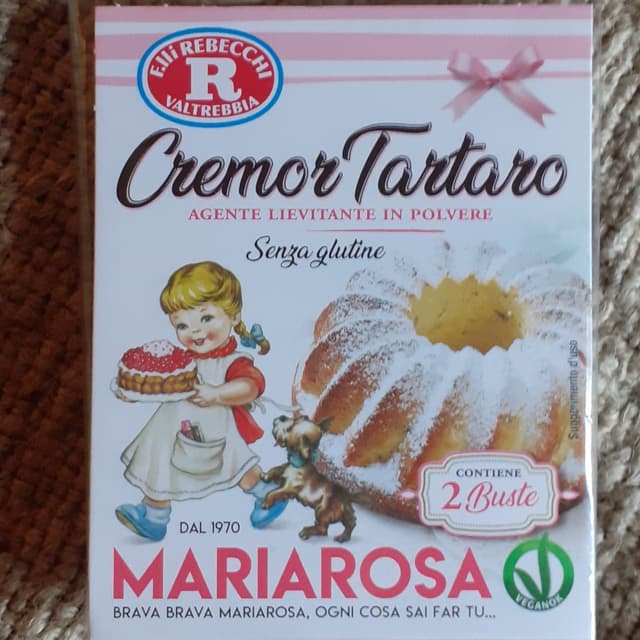 F.lli REBECCHI
R
VALTREBBIA
Cremor Tartaro
AGENTE LIEVITANTE IN POLVERE
Senza glutine
Suggerimento d'uso
CONTIENE
2 Buste
DAL 1970
MARIAROSA
VEGANOK
BRAVA BRAVA MARIAROSA, OGNI COSA SAI FAR TU...